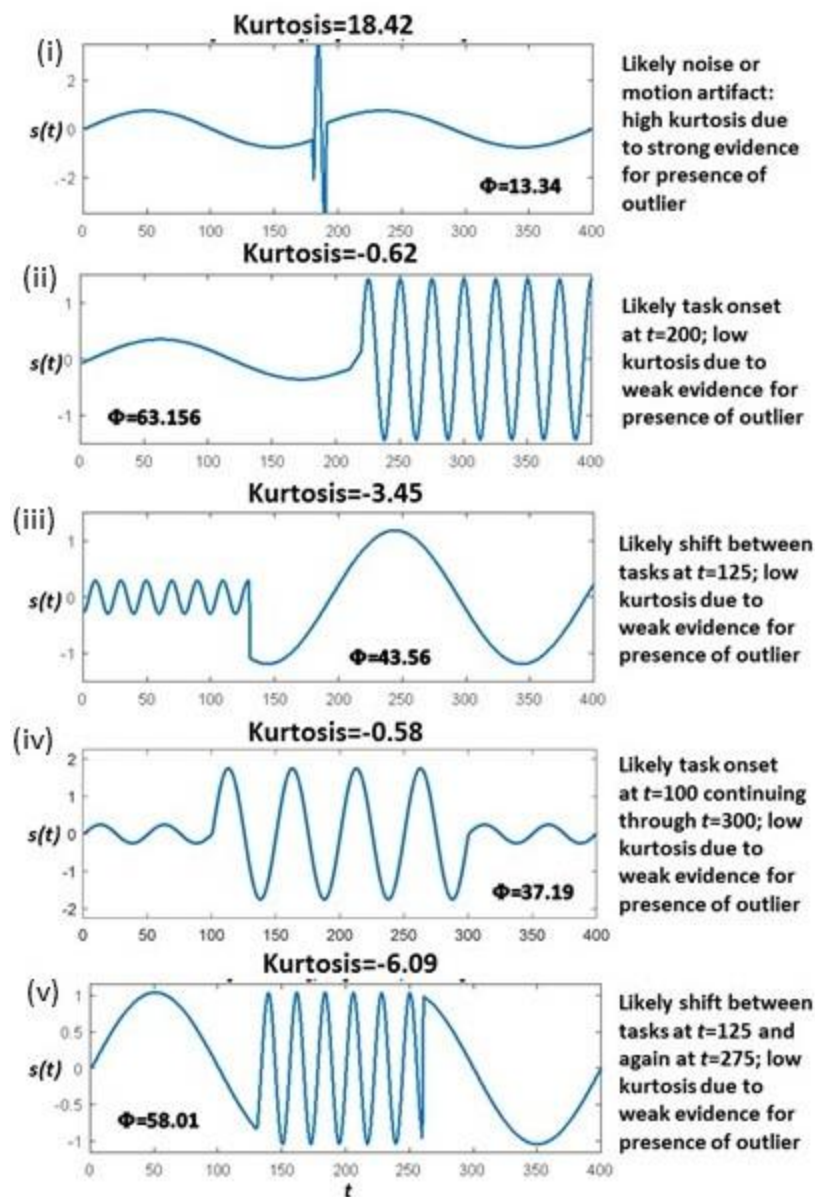 Kurtosis=18.42
(i)
2
s(t) 0
-2
Φ=13.34
0 50 100 150 200 250 300 350 400
Likely noise or
motion artifact:
high kurtosis due
to strong evidence
for presence of
outlier
Kurtosis=-0.62
(ii)
1
s(t) 0
-1
Φ=63.156
0 50 100 150 200 250 300 350 400
Likely task onset
at t=200; low
kurtosis due to
weak evidence for
presence of outlier
Kurtosis=-3.45
(iii)
1
s(t) 0
-1
Φ=43.56
0 50 100 150 200 250 300 350 400
Likely shift between
tasks at t=125; low
kurtosis due to
weak evidence for
presence of outlier
Kurtosis=-0.58
(iv)
2
1
s(t) 0
-1
-2
Φ=37.19
0 50 100 150 200 250 300 350 400
Likely task onset
at t=100 continuing
through t=300; low
kurtosis due to
weak evidence for
presence of outlier
Kurtosis=-6.09
(v)
1
0.5
s(t) 0
-0.5
-1
Φ=58.01
0 50 100 150 200 250 300 350 400
t
Likely shift between
tasks at t=125 and
again at t=275; low
kurtosis due to
weak evidence for
presence of outlier